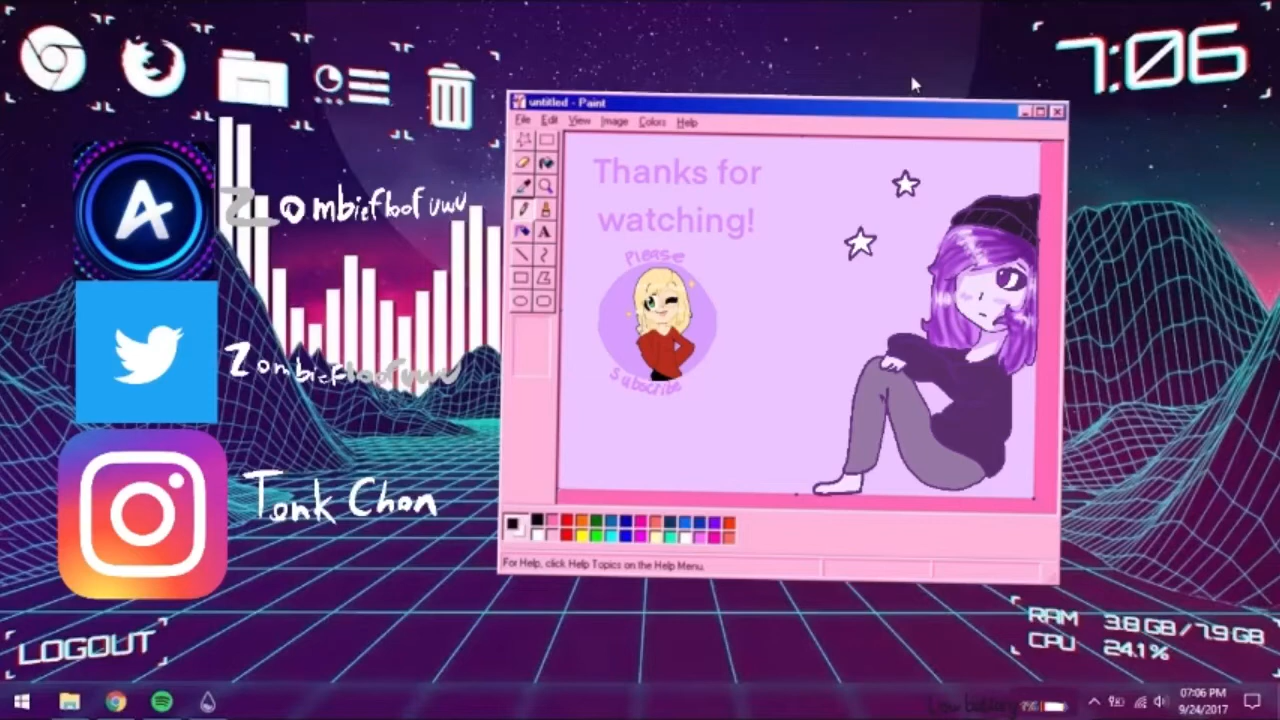 7:06
untitled - Paint
File Edit View Image Colors Help
Thanks for
watching!
Please
Subscribe
Zombiefloofuwu
Zombiefloofuwu
Tonk Chan
For Help, click Help Topics on the Help Menu.
LOGOUT
RAM 3.8 GB / 7.9 GB
CPU 24.1 %
Low battery
07:06 PM
9/24/2017